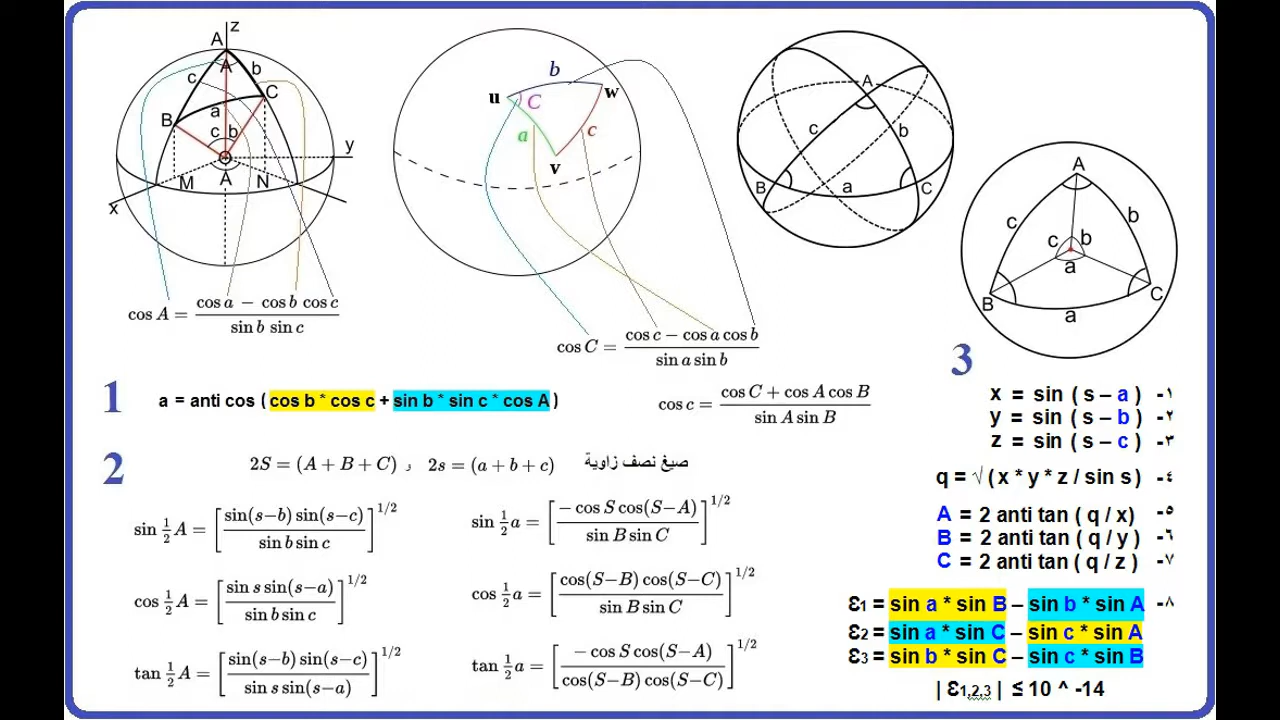 z
A
A
c
b
C
a
B
c
b
O
y
M
A
N
x
b
u
C
w
a
c
v
A
c
b
B
a
C
A
c
b
c
b
a
B
C
a
cos A = (cos a − cos b cos c) / (sin b sin c)
cos C = (cos c − cos a cos b) / (sin a sin b)
1
a = anti cos ( cos b * cos c + sin b * sin c * cos A )
cos c = (cos C + cos A cos B) / (sin A sin B)
2
2S = (A + B + C) , 2s = (a + b + c) صيغ نصف زاوية
sin ½A = [ sin(s−b) sin(s−c) / sin b sin c ]^1/2
sin ½a = [ −cos S cos(S−A) / sin B sin C ]^1/2
cos ½A = [ sin s sin(s−a) / sin b sin c ]^1/2
cos ½a = [ cos(S−B) cos(S−C) / sin B sin C ]^1/2
tan ½A = [ sin(s−b) sin(s−c) / sin s sin(s−a) ]^1/2
tan ½a = [ −cos S cos(S−A) / cos(S−B) cos(S−C) ]^1/2
3
x = sin ( s – a ) -١
y = sin ( s – b ) -٢
z = sin ( s – c ) -٣
q = √ ( x * y * z / sin s ) -٤
A = 2 anti tan ( q / x) -٥
B = 2 anti tan ( q / y ) -٦
C = 2 anti tan ( q / z ) -٧
Ɛ1 = sin a * sin B – sin b * sin A -٨
Ɛ2 = sin a * sin C – sin c * sin A
Ɛ3 = sin b * sin C – sin c * sin B
| Ɛ1,2,3 | ≤ 10 ^ -14